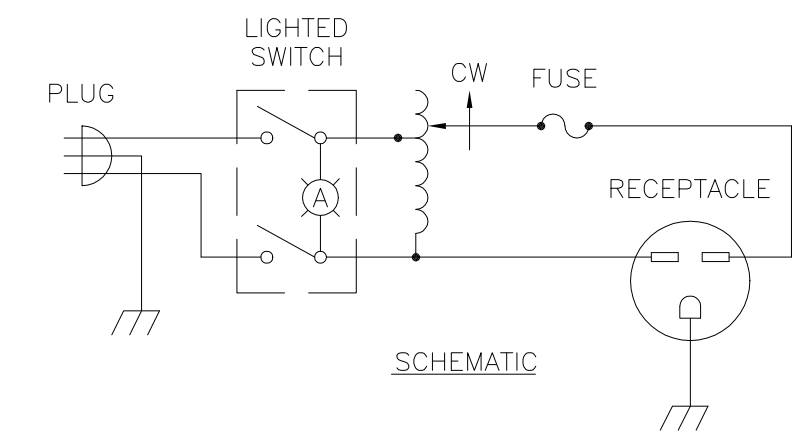 LIGHTED
SWITCH
PLUG
CW
FUSE
RECEPTACLE
A
SCHEMATIC